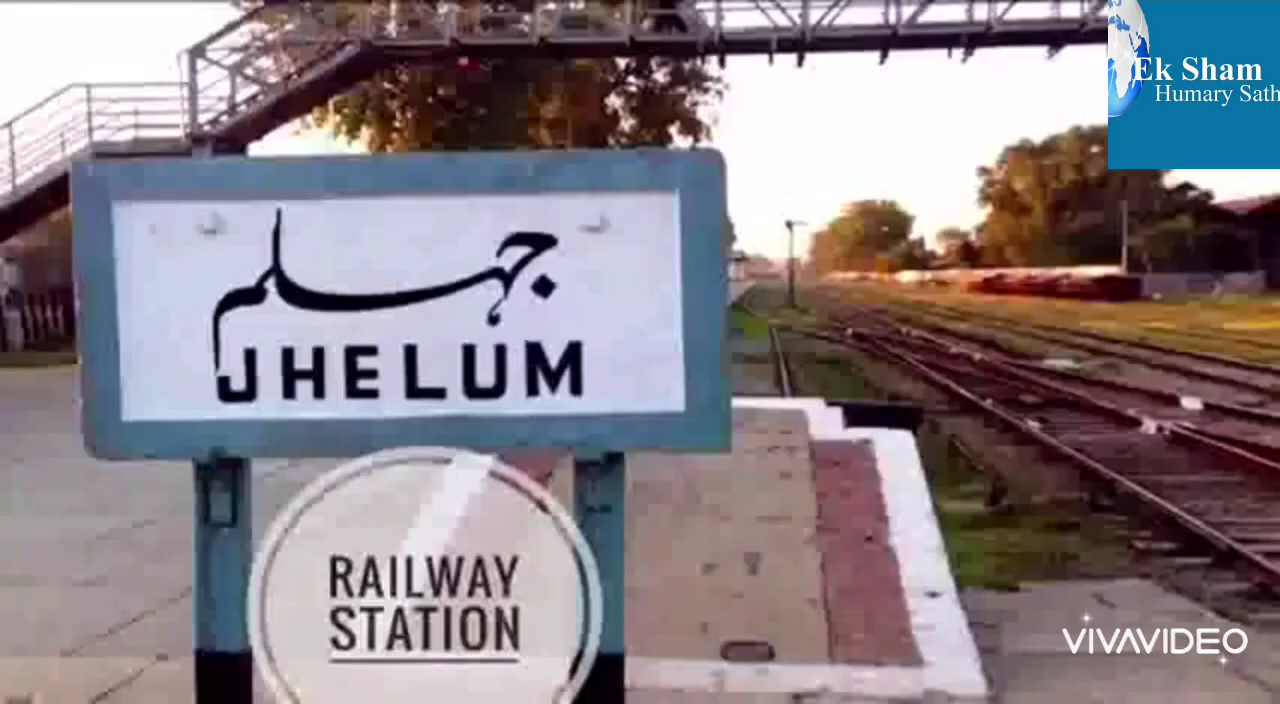 Ek Sham
Humary Sath
جہلم
JHELUM
RAILWAY
STATION
VIVAVIDEO